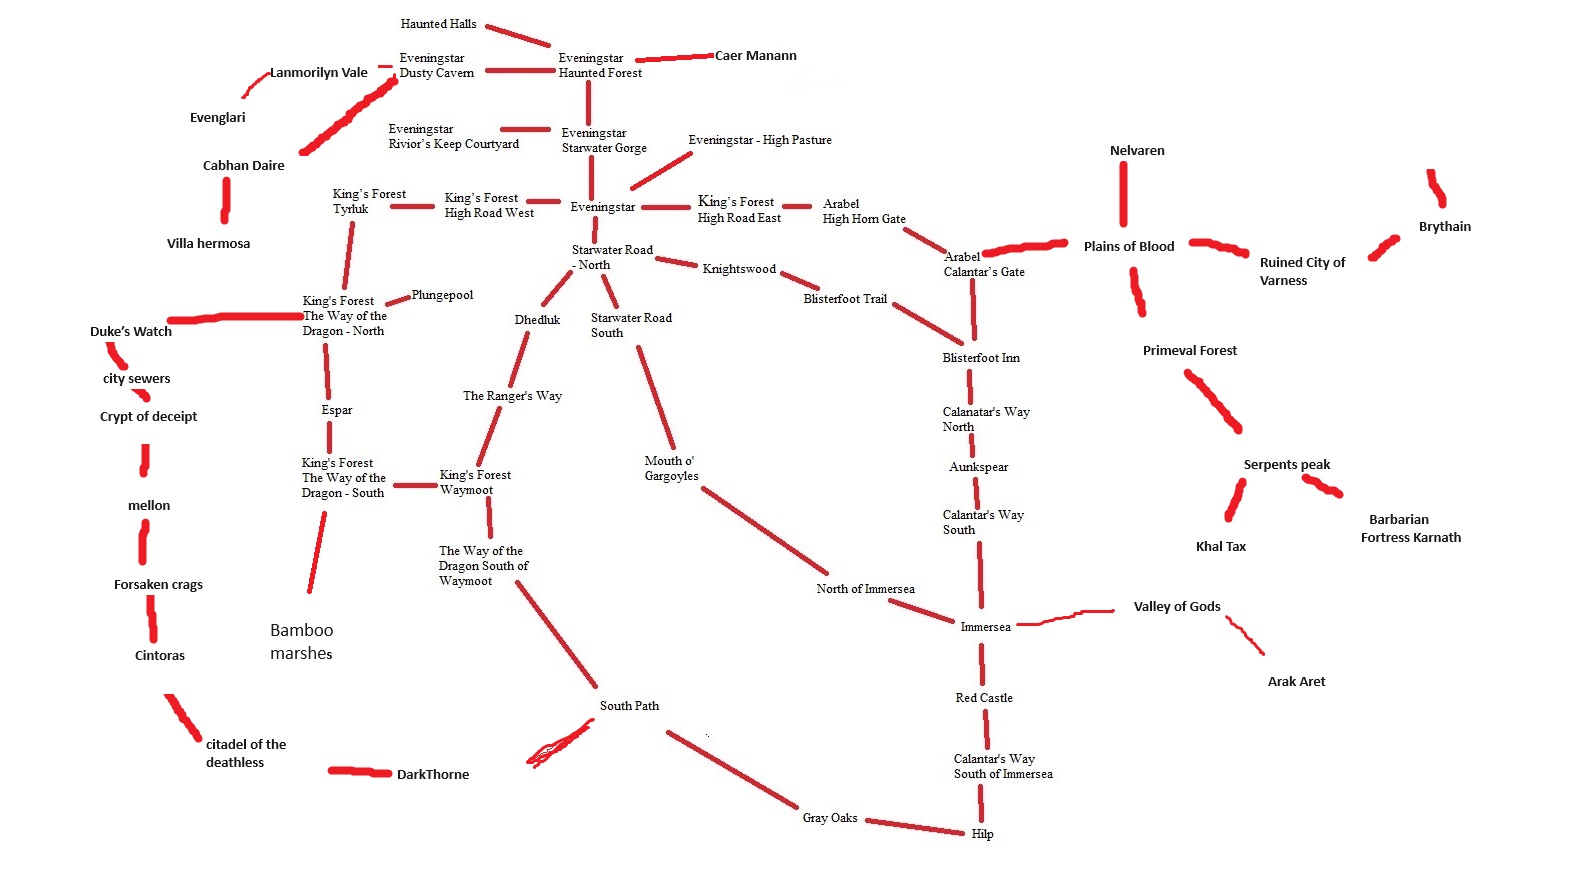 Haunted Halls
Eveningstar
Dusty Cavern
Eveningstar
Haunted Forest
Caer Manann
Lanmorilyn Vale
Evenglari
Eveningstar
Rivior's Keep Courtyard
Eveningstar
Starwater Gorge
Eveningstar - High Pasture
Nelvaren
Cabhan Daire
King's Forest
Tyrluk
King's Forest
High Road West
Eveningstar
King's Forest
High Road East
Arabel
High Horn Gate
Brythain
Villa hermosa
Starwater Road
- North
Knightswood
Arabel
Calantar's Gate
Plains of Blood
Ruined City of
Varness
King's Forest
The Way of the
Dragon - North
Plungepool
Blisterfoot Trail
Duke's Watch
Dhedluk
Starwater Road
South
Blisterfoot Inn
Primeval Forest
city sewers
Crypt of deceipt
Espar
The Ranger's Way
Calanatar's Way
North
King's Forest
The Way of the
Dragon - South
King's Forest
Waymoot
Mouth o'
Gargoyles
Aunkspear
Serpents peak
mellon
Calantar's Way
South
Barbarian
Fortress Karnath
Khal Tax
The Way of the
Dragon South of
Waymoot
Forsaken crags
North of Immersea
Immersea
Valley of Gods
Bamboo
marshes
Cintoras
Arak Aret
Red Castle
South Path
citadel of the
deathless
DarkThorne
Calantar's Way
South of Immersea
Gray Oaks
Hilp